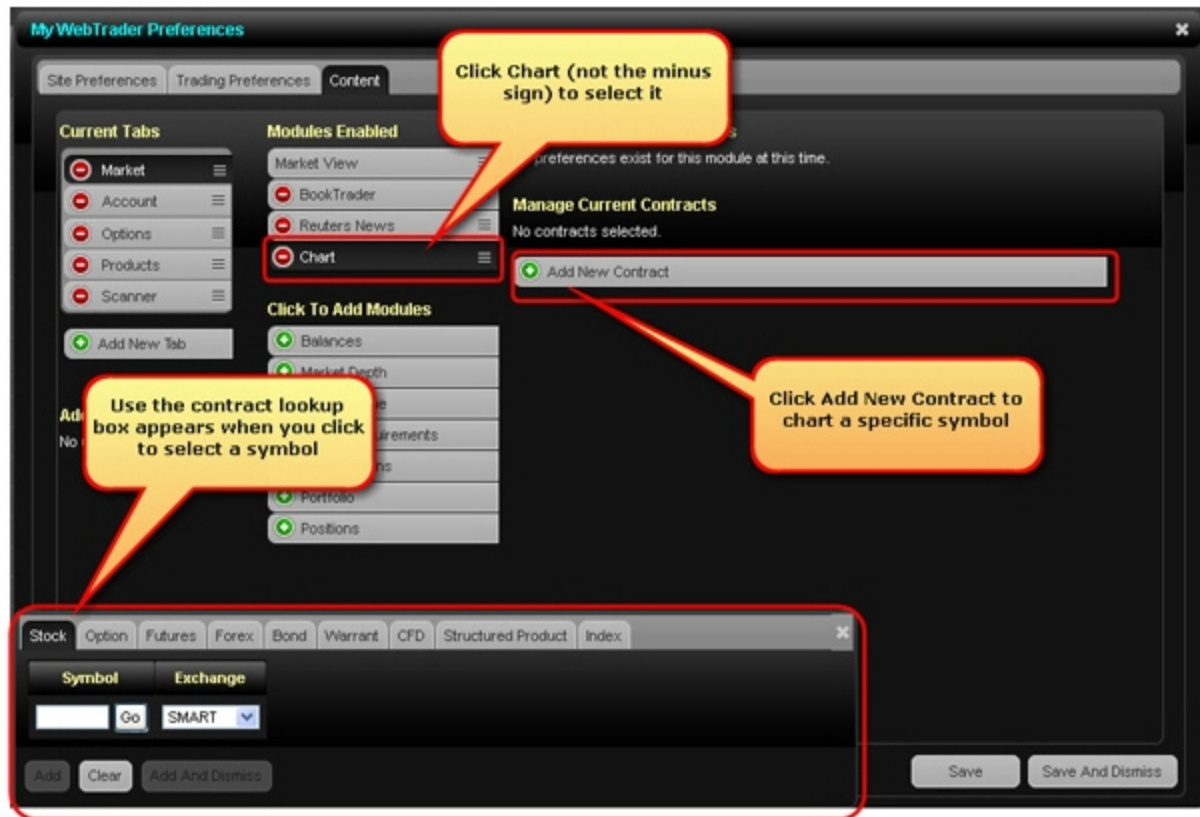 My WebTrader Preferences
Site Preferences
Trading Preferences
Content
Click Chart (not the minus
sign) to select it
Current Tabs
Market
Account
Options
Products
Scanner
Add New Tab
Modules Enabled
Market View
BookTrader
Reuters News
Chart
Click To Add Modules
Balances
Market Depth
Portfolio
Positions
preferences exist for this module at this time.
Manage Current Contracts
No contracts selected.
Add New Contract
Click Add New Contract to
chart a specific symbol
Use the contract lookup
box appears when you click
to select a symbol
Stock
Option
Futures
Forex
Bond
Warrant
CFD
Structured Product
Index
Symbol
Exchange
Go
SMART
Add
Clear
Add And Dismiss
Save
Save And Dismiss